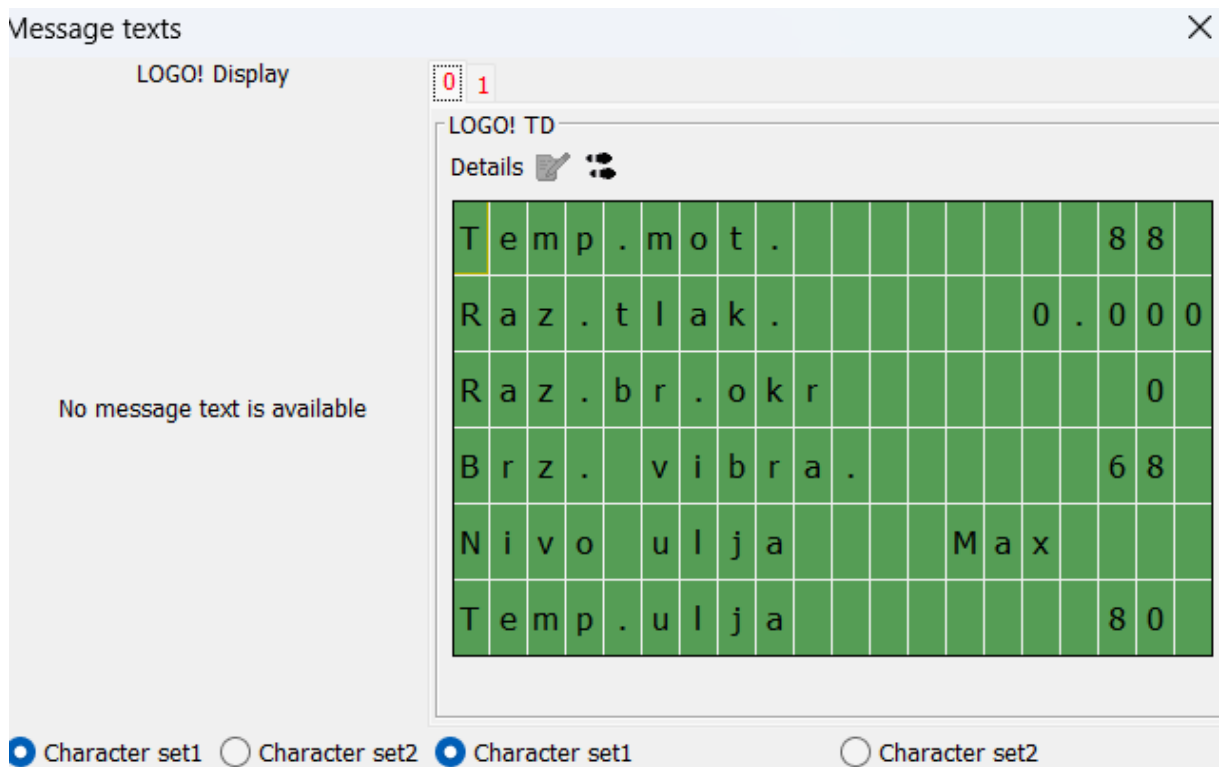 Message texts
LOGO! Display
0 1
LOGO! TD
Details
Temp.mot. 88
Raz.tlak. 0.000
Raz.br.okr 0
Brz. vibra. 68
Nivo ulja Max
Temp.ulja 80
No message text is available
Character set1 Character set2 Character set1 Character set2